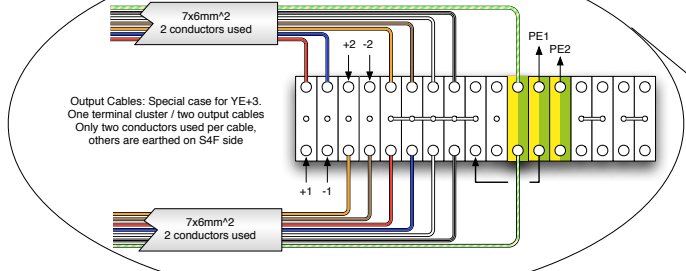 7x6mm^2
2 conductors used
+2 -2
PE1
PE2
Output Cables: Special case for YE+3.
One terminal cluster / two output cables
Only two conductors used per cable,
others are earthed on S4F side
+1 -1
7x6mm^2
2 conductors used